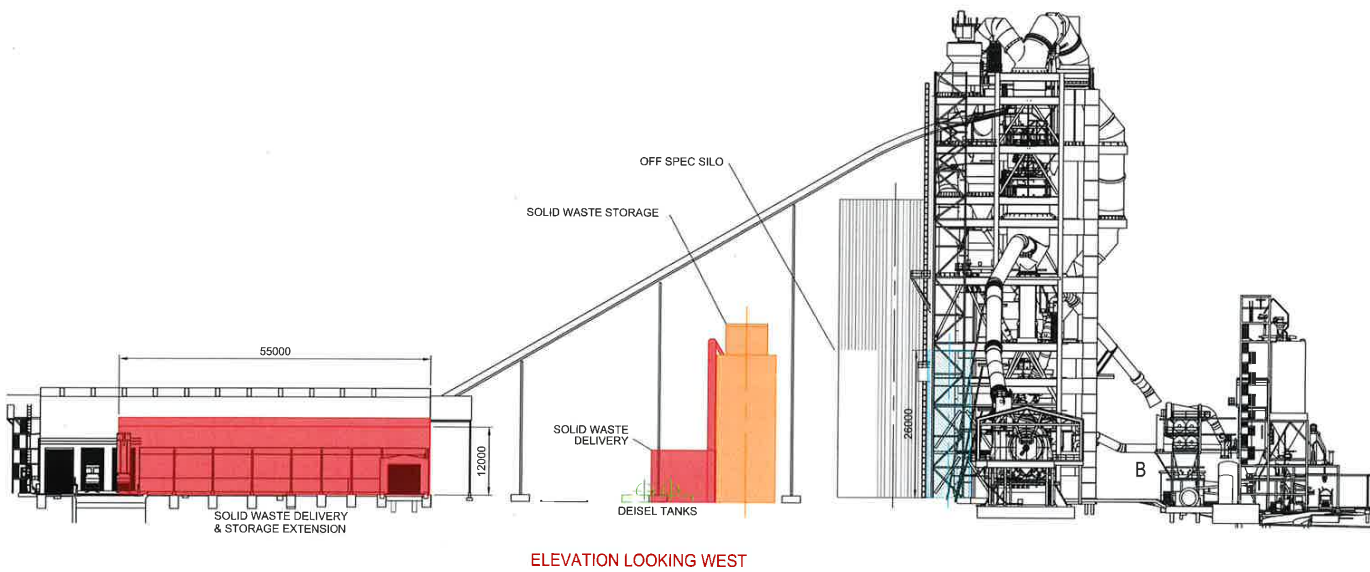 OFF SPEC SILO
SOLID WASTE STORAGE
55000
SOLID WASTE
DELIVERY
12000
26000
B
SOLID WASTE DELIVERY
& STORAGE EXTENSION
DEISEL TANKS
ELEVATION LOOKING WEST